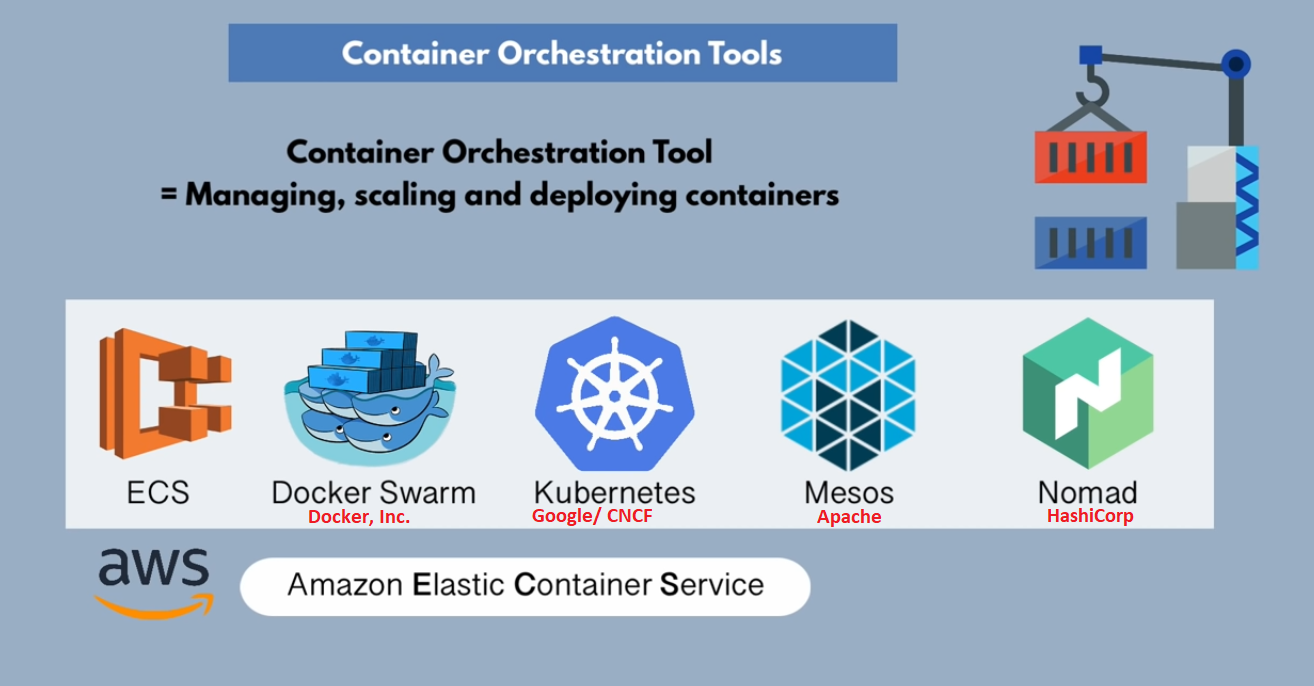 Container Orchestration Tools
Container Orchestration Tool
= Managing, scaling and deploying containers
ECS
Docker Swarm
Kubernetes
Mesos
Nomad
Docker, Inc.
Google/ CNCF
Apache
HashiCorp
aws
Amazon Elastic Container Service